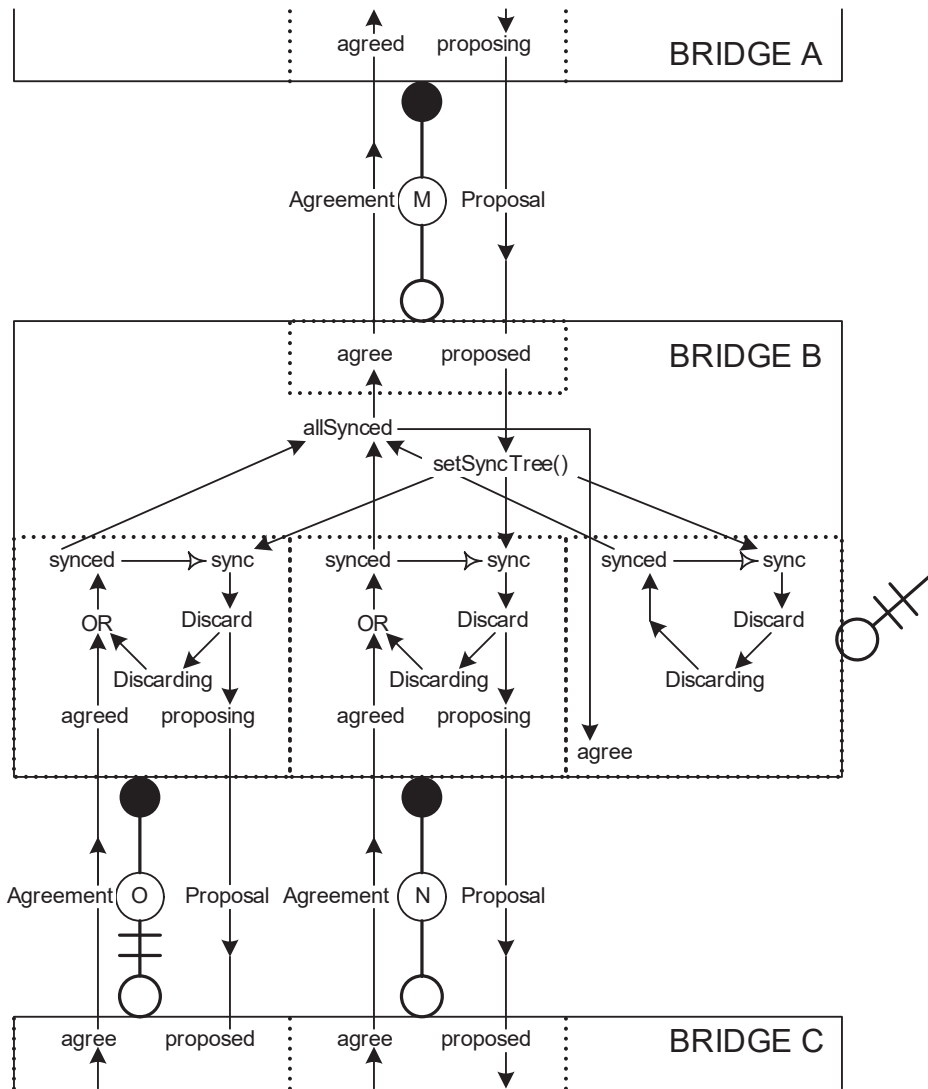 agreed proposing BRIDGE A
Agreement M Proposal
agree proposed BRIDGE B
allSynced
setSyncTree()
synced sync synced sync synced sync
OR Discard OR Discard Discard
Discarding Discarding Discarding
agreed proposing agreed proposing
agree
Agreement O Proposal Agreement N Proposal
agree proposed agree proposed BRIDGE C